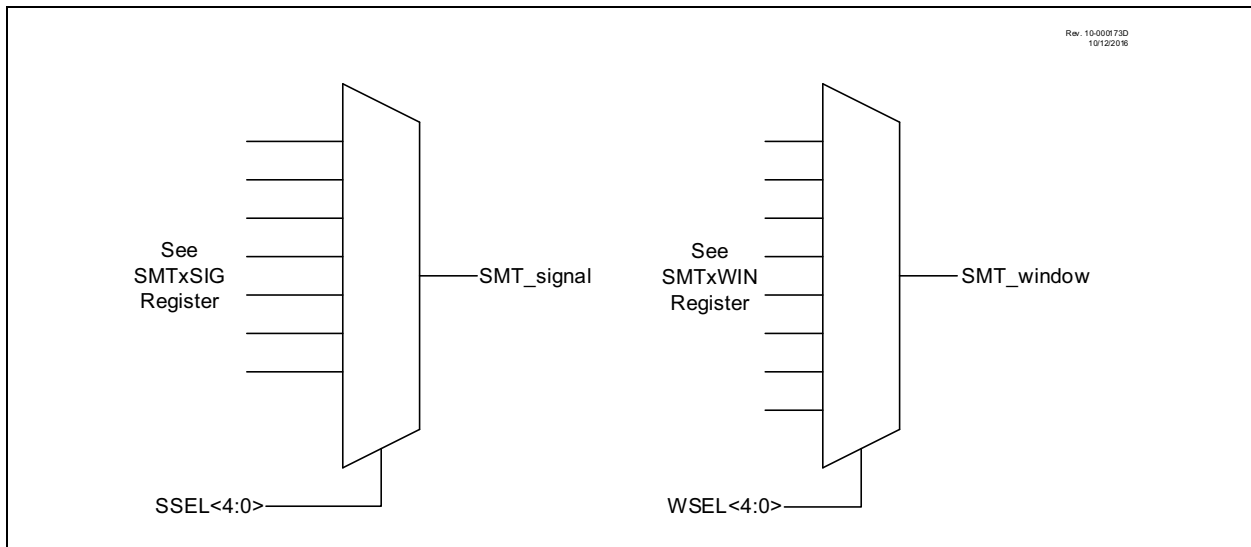 Rev. 10-000173D
10/12/2016
See
SMTxSIG
Register
SMT_signal
SSEL<4:0>
See
SMTxWIN
Register
SMT_window
WSEL<4:0>